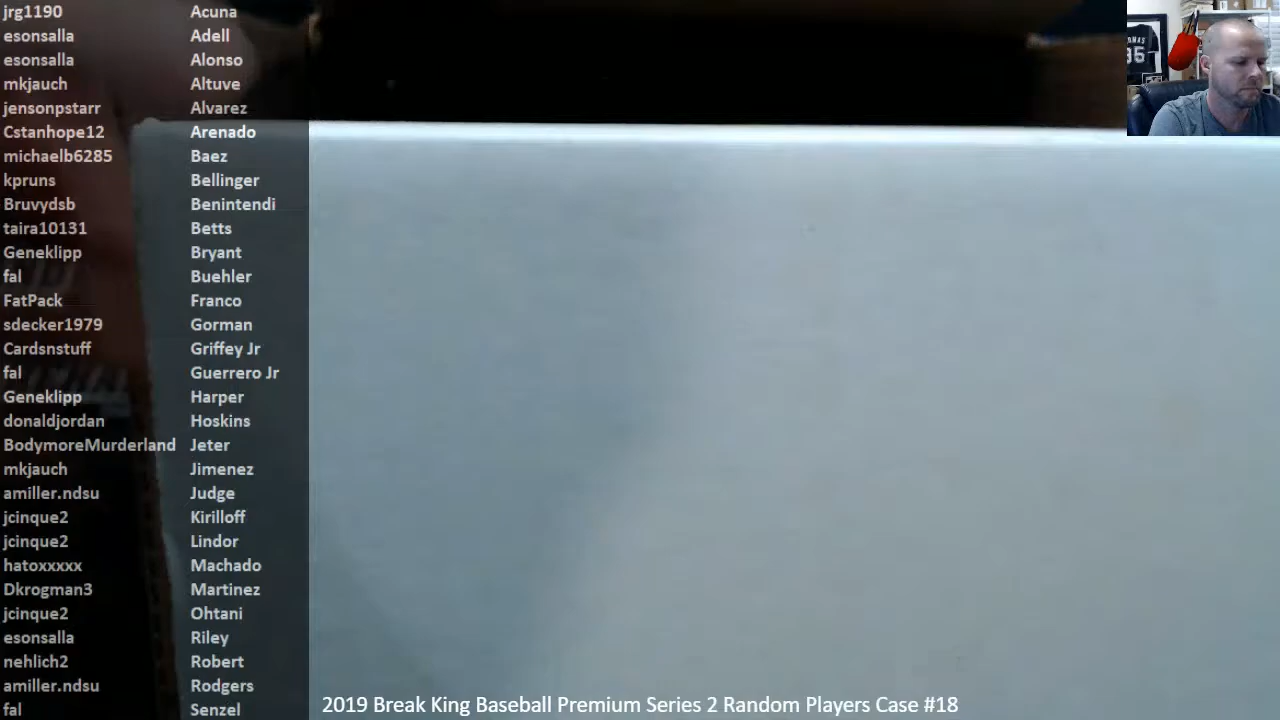 jrg1190 Acuna
esonsalla Adell
esonsalla Alonso
mkjauch Altuve
jensonpstarr Alvarez
Cstanhope12 Arenado
michaelb6285 Baez
kpruns Bellinger
Bruvydsb Benintendi
taira10131 Betts
Geneklipp Bryant
fal Buehler
FatPack Franco
sdecker1979 Gorman
Cardsnstuff Griffey Jr
fal Guerrero Jr
Geneklipp Harper
donaldjordan Hoskins
BodymoreMurderland Jeter
mkjauch Jimenez
amiller.ndsu Judge
jcinque2 Kirilloff
jcinque2 Lindor
hatoxxxxx Machado
Dkrogman3 Martinez
jcinque2 Ohtani
esonsalla Riley
nehlich2 Robert
amiller.ndsu Rodgers
fal Senzel
2019 Break King Baseball Premium Series 2 Random Players Case #18